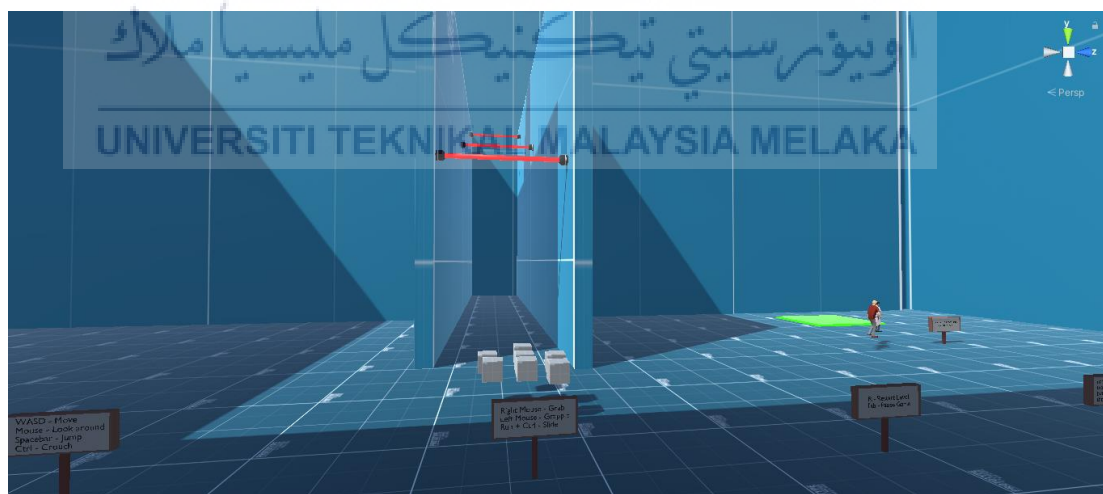 اونيۏرسيتي تيكنيكل مليسيا ملاك
UNIVERSITI TEKNIKAL MALAYSIA MELAKA
y
z
Persp
WASD - Move
Mouse - Look around
Spacebar - Jump
Ctrl - Crouch
Right Mouse - Grab
Left Mouse - Grapple
Run + Ctrl - Slide
R - Restart Level
Tab - Pause Game